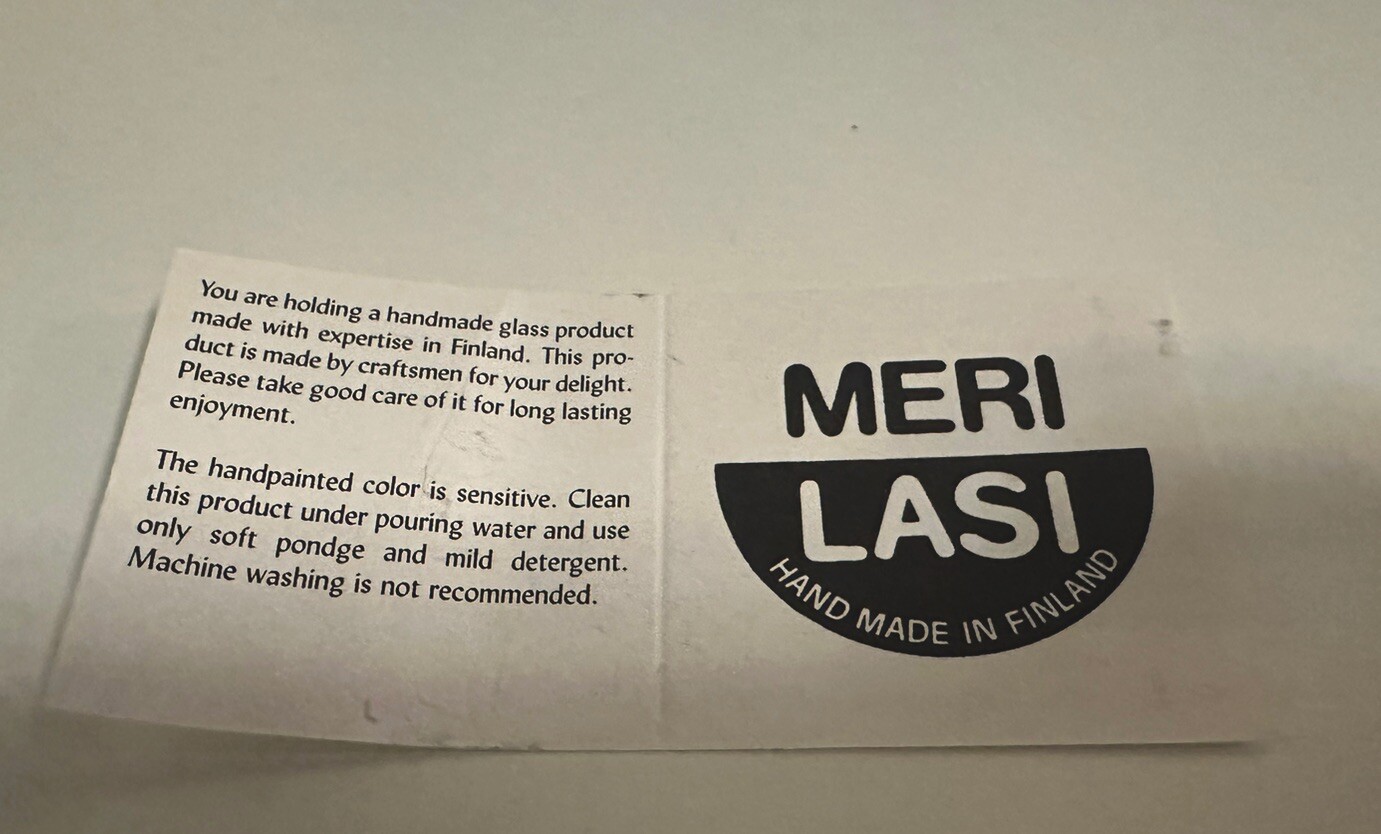 You are holding a handmade glass product
made with expertise in Finland. This pro-
duct is made by craftsmen for your delight.
Please take good care of it for long lasting
enjoyment.
The handpainted color is sensitive. Clean
this product under pouring water and use
only soft pondge and mild detergent.
Machine washing is not recommended.
MERI
LASI
HAND MADE IN FINLAND